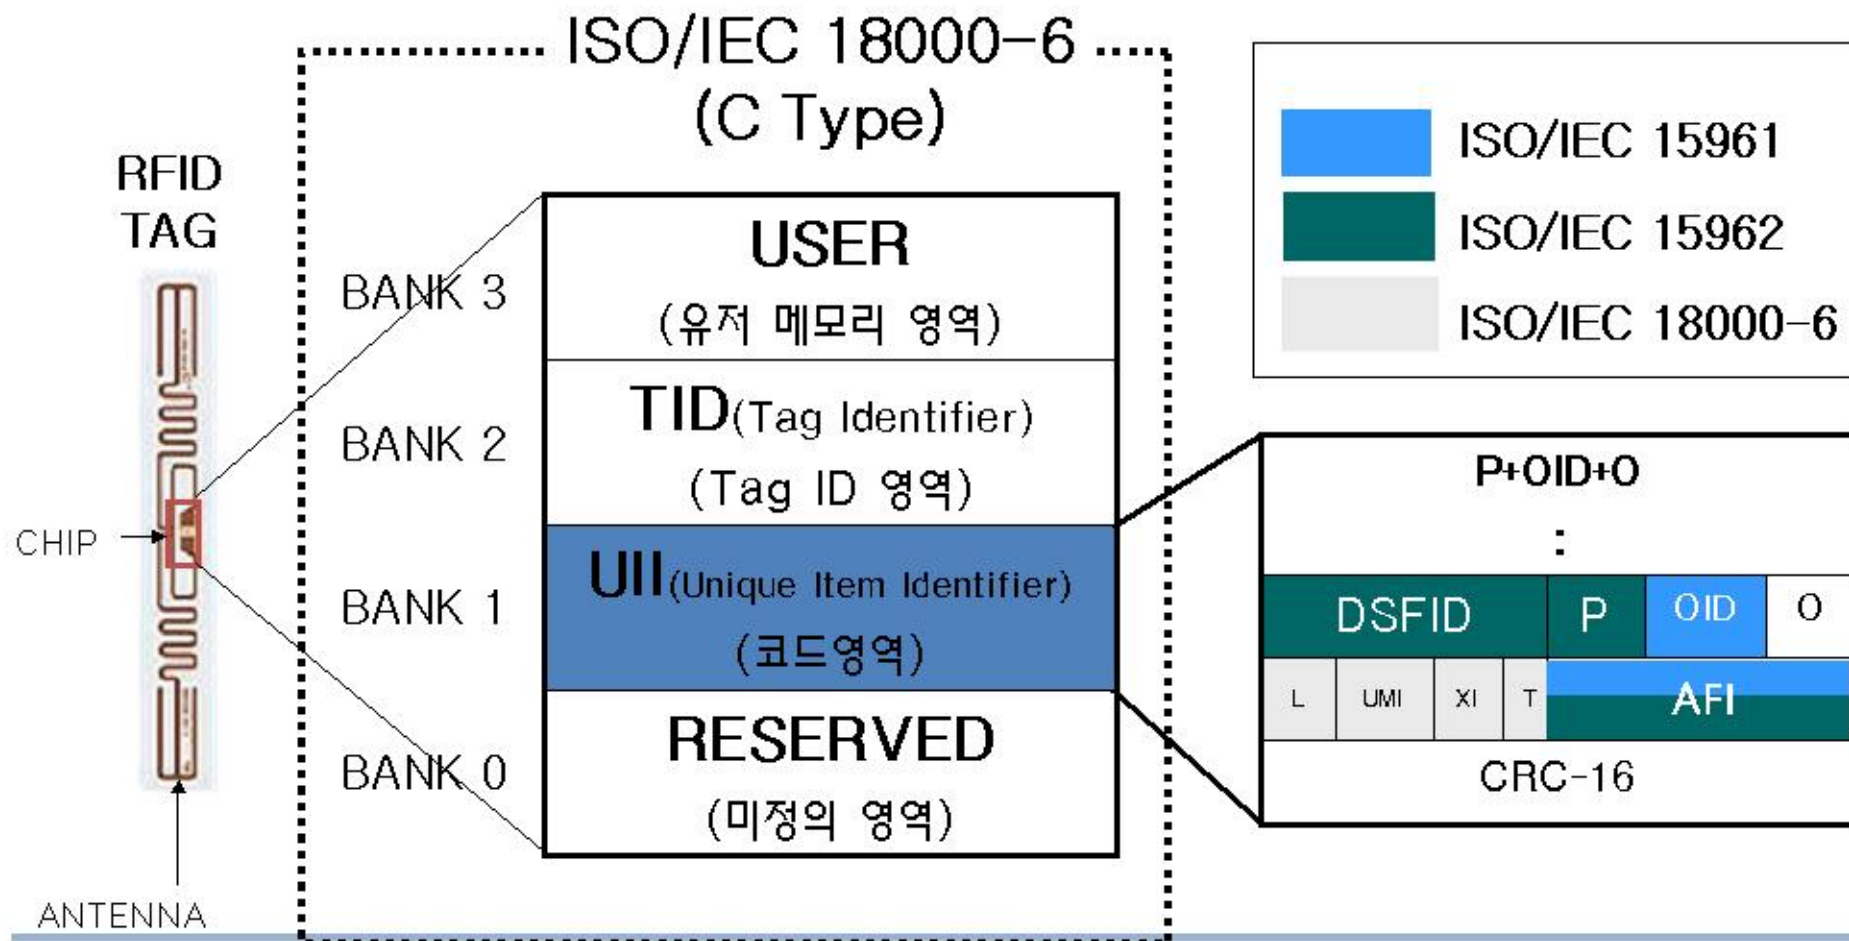 ISO/IEC 18000-6
(C Type)
RFID
TAG
CHIP
ANTENNA
BANK 3
USER
(유저 메모리 영역)
BANK 2
TID(Tag Identifier)
(Tag ID 영역)
BANK 1
UII(Unique Item Identifier)
(코드영역)
BANK 0
RESERVED
(미정의 영역)
ISO/IEC 15961
ISO/IEC 15962
ISO/IEC 18000-6
P+OID+O
:
DSFID P OID O
L UMI XI T AFI
CRC-16